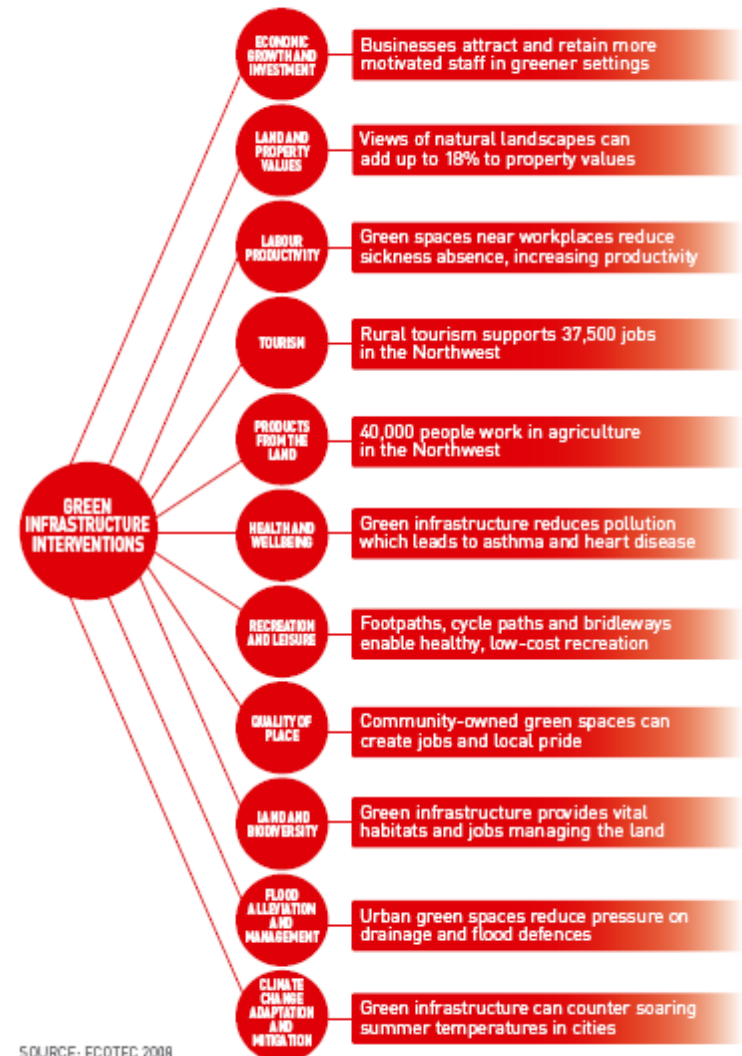 ECONOMIC
GROWTH AND
INVESTMENT
Businesses attract and retain more
motivated staff in greener settings
LAND AND
PROPERTY
VALUES
Views of natural landscapes can
add up to 18% to property values
LABOUR
PRODUCTIVITY
Green spaces near workplaces reduce
sickness absence, increasing productivity
TOURISM
Rural tourism supports 37,500 jobs
in the Northwest
PRODUCTS
FROM THE
LAND
40,000 people work in agriculture
in the Northwest
GREEN
INFRASTRUCTURE
INTERVENTIONS
HEALTH AND
WELLBEING
Green infrastructure reduces pollution
which leads to asthma and heart disease
RECREATION
AND LEISURE
Footpaths, cycle paths and bridleways
enable healthy, low-cost recreation
QUALITY OF
PLACE
Community-owned green spaces can
create jobs and local pride
LAND AND
BIODIVERSITY
Green infrastructure provides vital
habitats and jobs managing the land
FLOOD
ALLEVIATION
AND
MANAGEMENT
Urban green spaces reduce pressure on
drainage and flood defences
CLIMATE
CHANGE
ADAPTATION
AND
MITIGATION
Green infrastructure can counter soaring
summer temperatures in cities
SOURCE: ECOTEC 2008